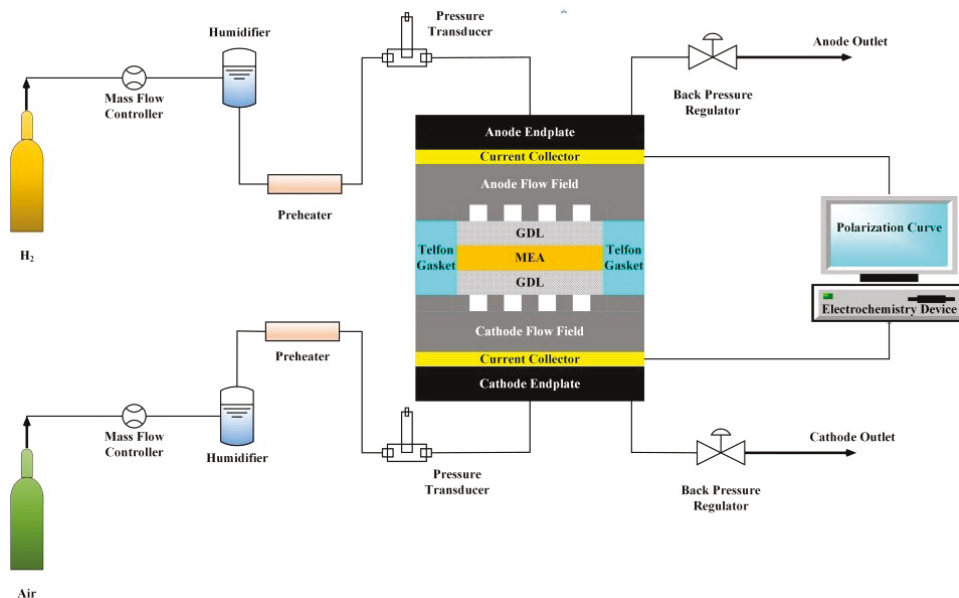 Pressure
Transducer
Humidifier
Anode Outlet
Mass Flow
Controller
Back Pressure
Regulator
Anode Endplate
Current Collector
Anode Flow Field
Preheater
H₂
GDL
Telfon
Gasket
MEA
Telfon
Gasket
GDL
Polarization Curve
Electrochemistry Device
Cathode Flow Field
Preheater
Current Collector
Cathode Endplate
Mass Flow
Controller
Humidifier
Cathode Outlet
Pressure
Transducer
Back Pressure
Regulator
Air